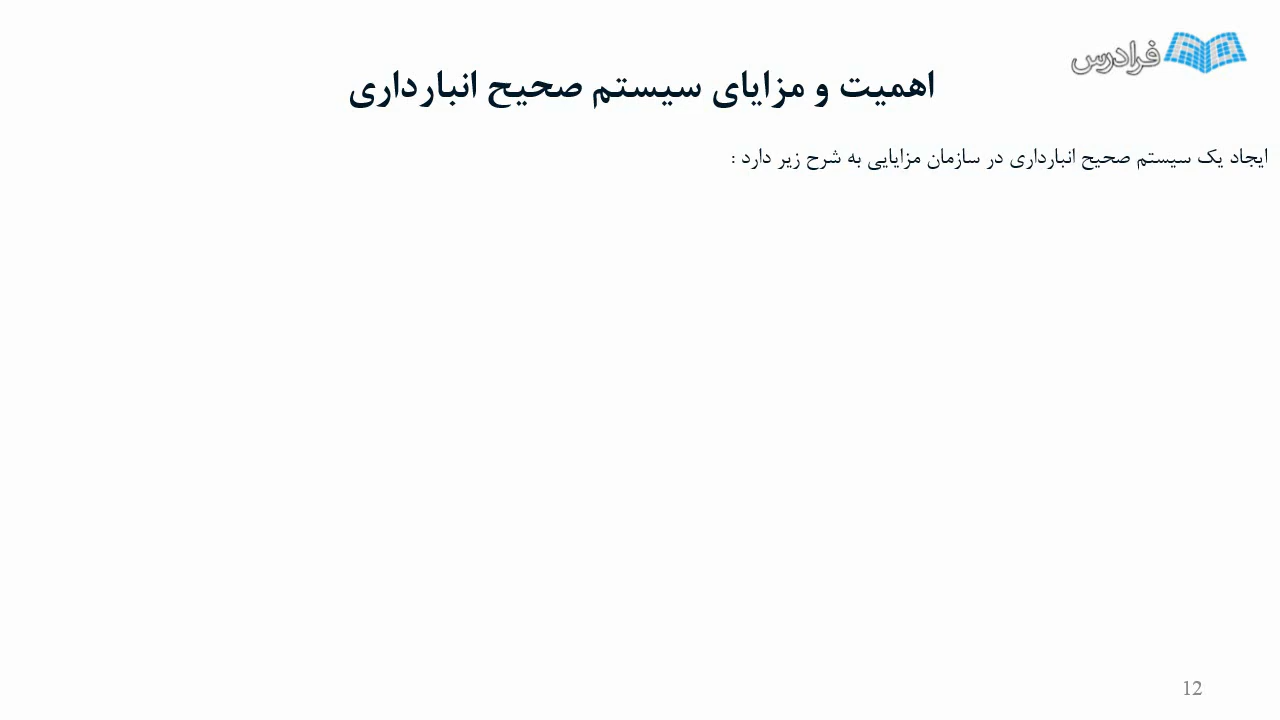 فرادرس
اهمیت و مزایای سیستم صحیح انبارداری
ایجاد یک سیستم صحیح انبارداری در سازمان مزایایی به شرح زیر دارد :
12